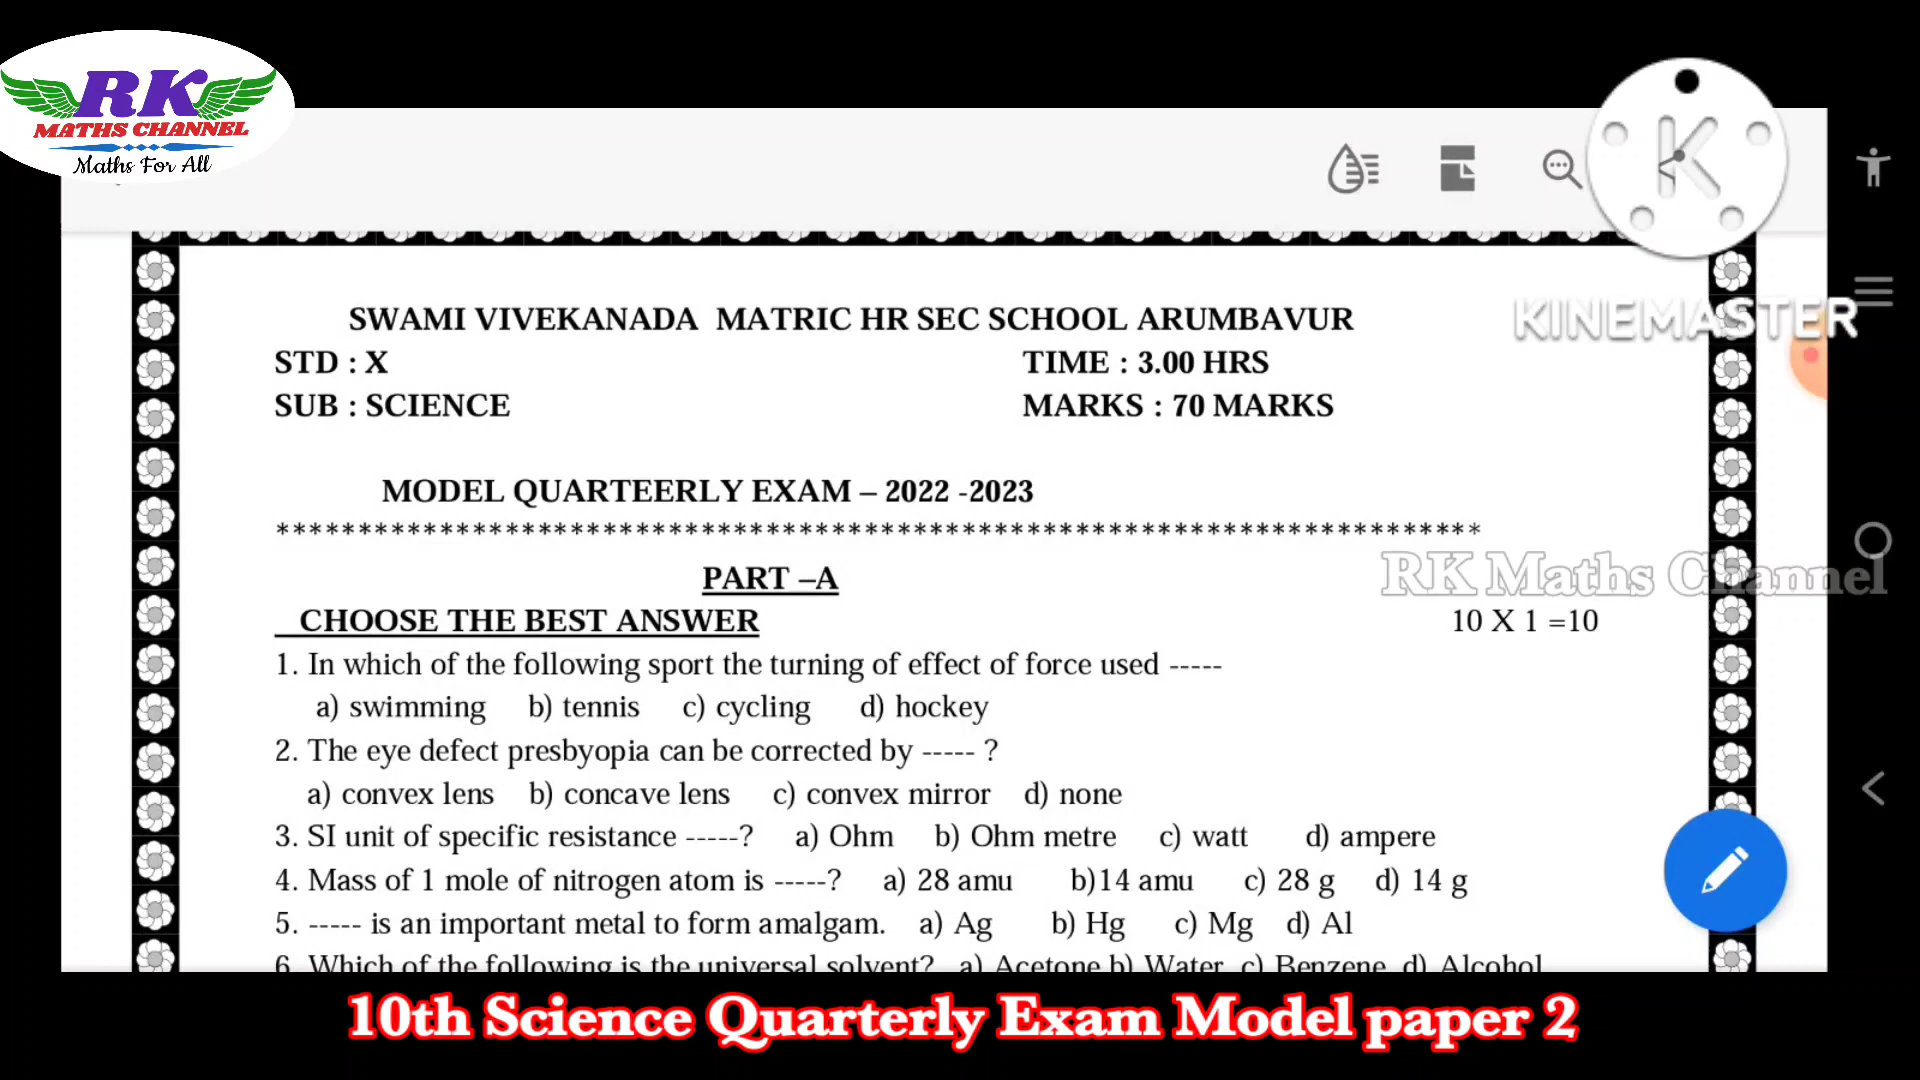 RK
MATHS CHANNEL
Maths For All
K
KINEMASTER
SWAMI VIVEKANADA MATRIC HR SEC SCHOOL ARUMBAVUR
STD : X TIME : 3.00 HRS
SUB : SCIENCE MARKS : 70 MARKS
MODEL QUARTEERLY EXAM – 2022 -2023
*************************************************************************
RK Maths Channel
PART –A
CHOOSE THE BEST ANSWER 10 X 1 =10
1. In which of the following sport the turning of effect of force used -----
a) swimming b) tennis c) cycling d) hockey
2. The eye defect presbyopia can be corrected by ----- ?
a) convex lens b) concave lens c) convex mirror d) none
3. SI unit of specific resistance -----? a) Ohm b) Ohm metre c) watt d) ampere
4. Mass of 1 mole of nitrogen atom is -----? a) 28 amu b)14 amu c) 28 g d) 14 g
5. ----- is an important metal to form amalgam. a) Ag b) Hg c) Mg d) Al
6. Which of the following is the universal solvent? a) Acetone b) Water c) Benzene d) Alcohol
10th Science Quarterly Exam Model paper 2